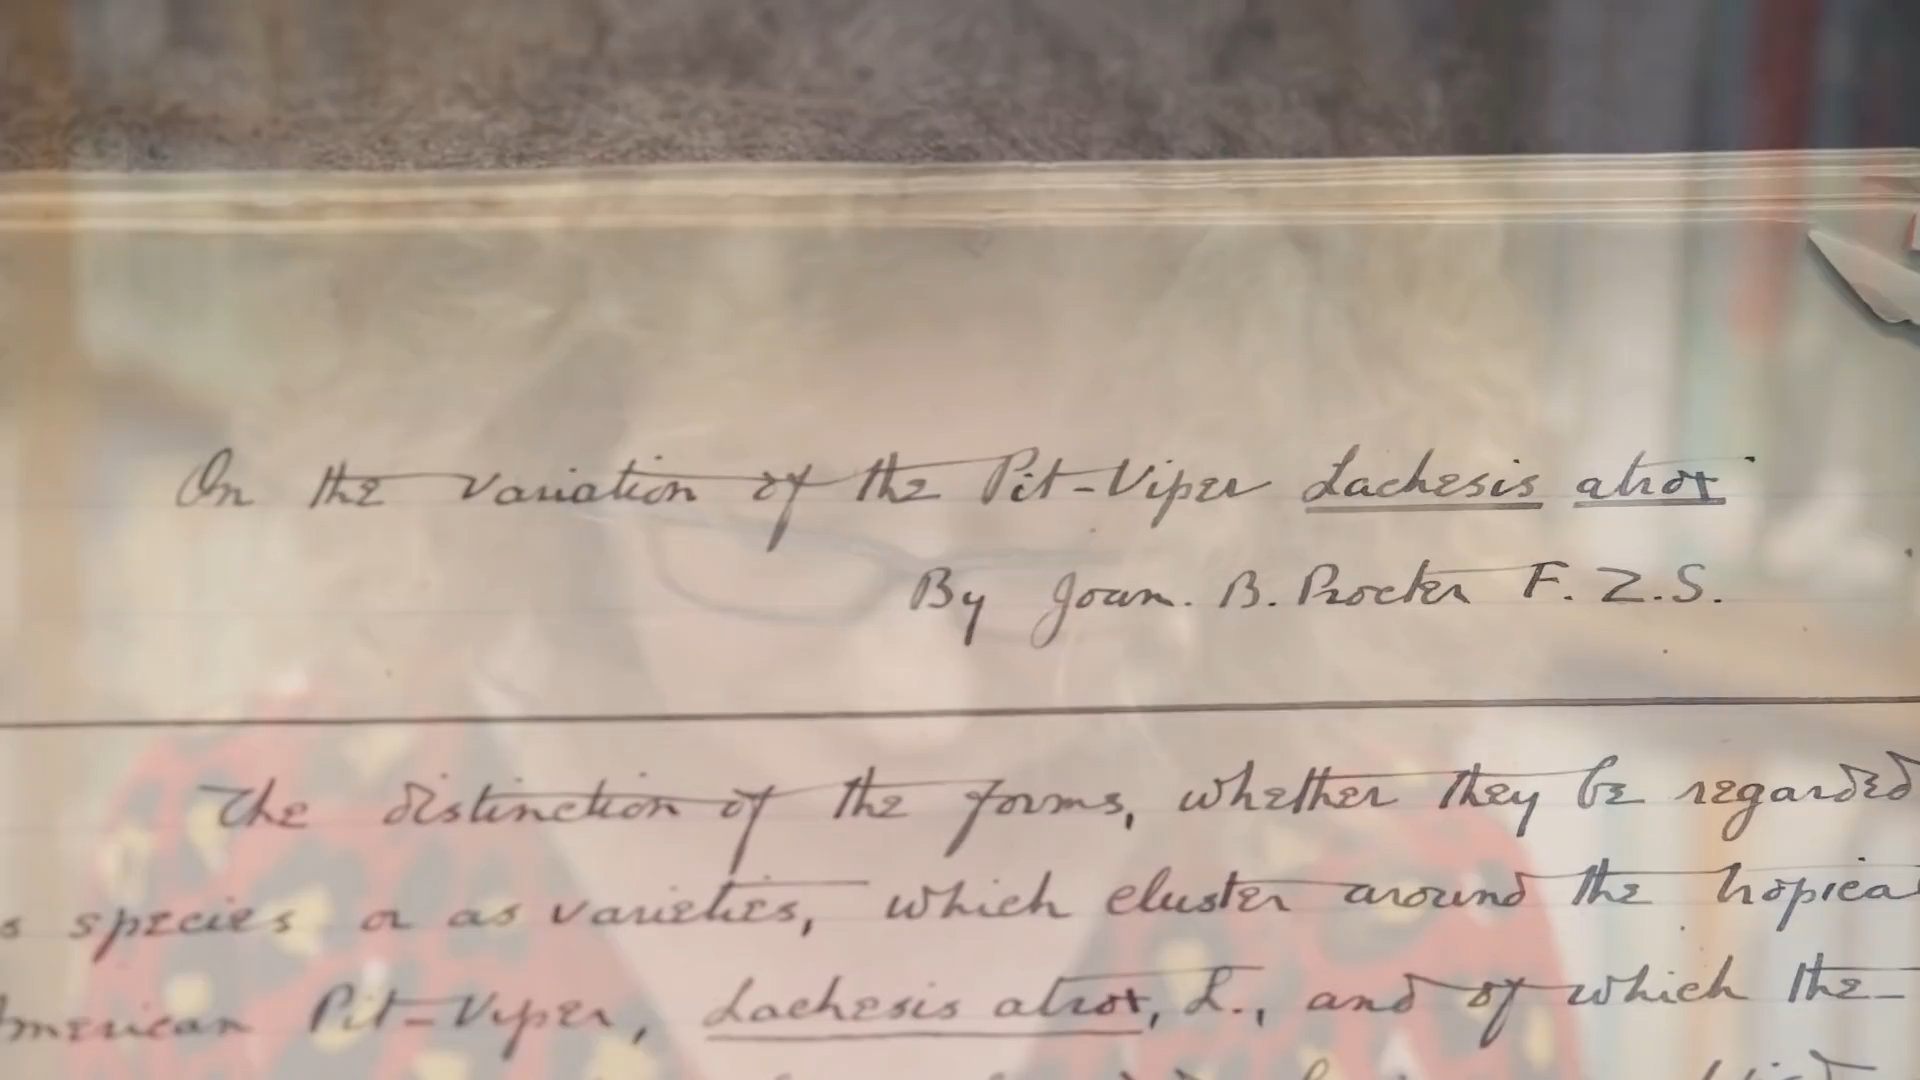 On the variation of the Pit-Viper Lachesis atrox
By Joan. B. Procter F. Z. S.
The distinction of the forms, whether they be regarded
s species or as varieties, which cluster around the tropical
American Pit-Viper, Lachesis atrox, L., and of which the